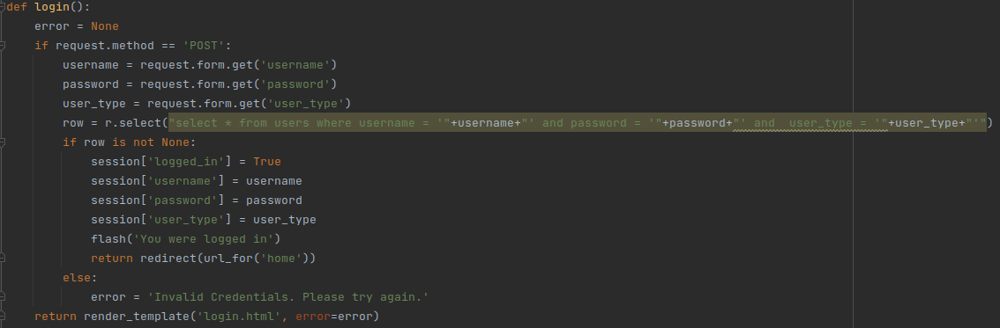 def login():
    error = None
    if request.method == 'POST':
        username = request.form.get('username')
        password = request.form.get('password')
        user_type = request.form.get('user_type')
        row = r.select("select * from users where username = '"+username+"' and password = '"+password+"' and  user_type = '"+user_type+"'")
        if row is not None:
            session['logged_in'] = True
            session['username'] = username
            session['password'] = password
            session['user_type'] = user_type
            flash('You were logged in')
            return redirect(url_for('home'))
        else:
            error = 'Invalid Credentials. Please try again.'
    return render_template('login.html', error=error)